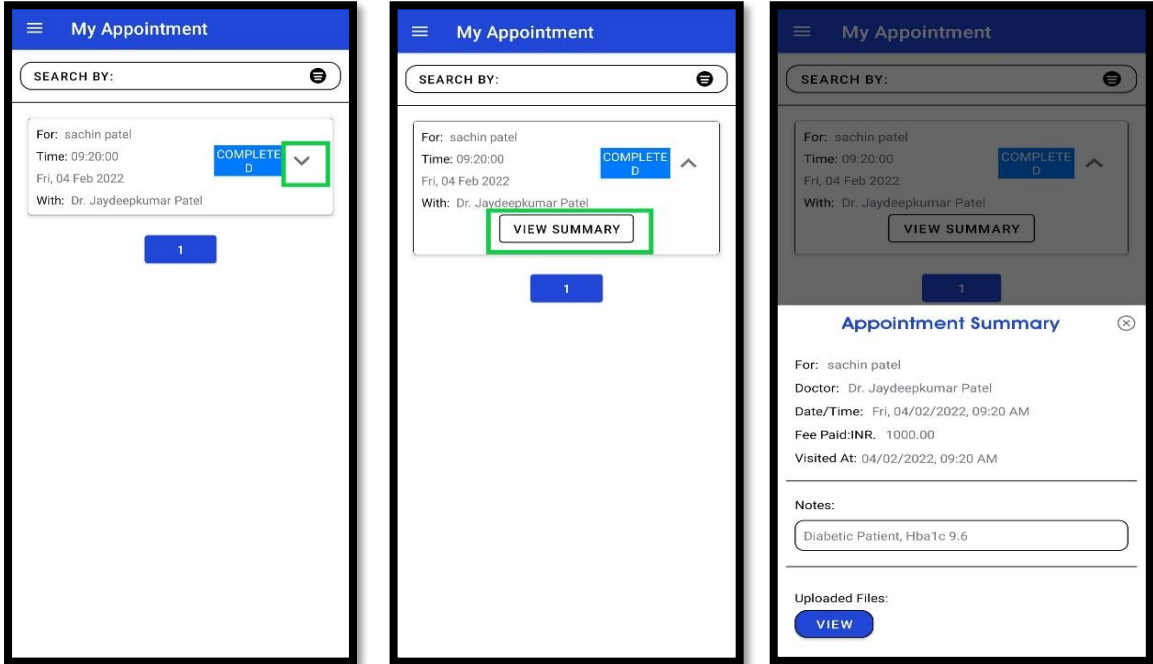 My Appointment
SEARCH BY:
For: sachin patel
Time: 09:20:00
COMPLETE
D
Fri, 04 Feb 2022
With: Dr. Jaydeepkumar Patel
1
My Appointment
SEARCH BY:
For: sachin patel
Time: 09:20:00
COMPLETE
D
Fri, 04 Feb 2022
With: Dr. Jaydeepkumar Patel
VIEW SUMMARY
1
My Appointment
SEARCH BY:
For: sachin patel
Time: 09:20:00
COMPLETE
D
Fri, 04 Feb 2022
With: Dr. Jaydeepkumar Patel
VIEW SUMMARY
1
Appointment Summary
For: sachin patel
Doctor: Dr. Jaydeepkumar Patel
Date/Time: Fri, 04/02/2022, 09:20 AM
Fee Paid:INR. 1000.00
Visited At: 04/02/2022, 09:20 AM
Notes:
Diabetic Patient, Hba1c 9.6
Uploaded Files:
VIEW